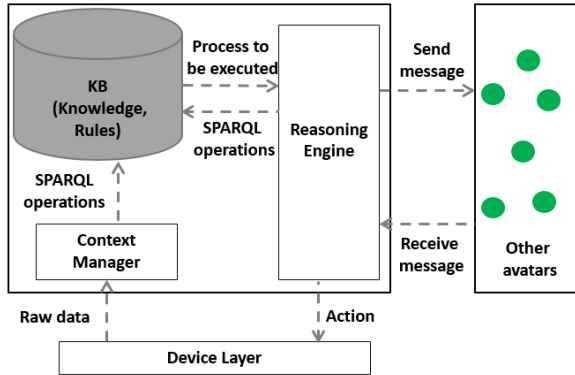 KB
(Knowledge,
Rules)
Process to
be executed
SPARQL
operations
Reasoning
Engine
Send
message
Receive
message
Other
avatars
SPARQL
operations
Context
Manager
Raw data
Action
Device Layer